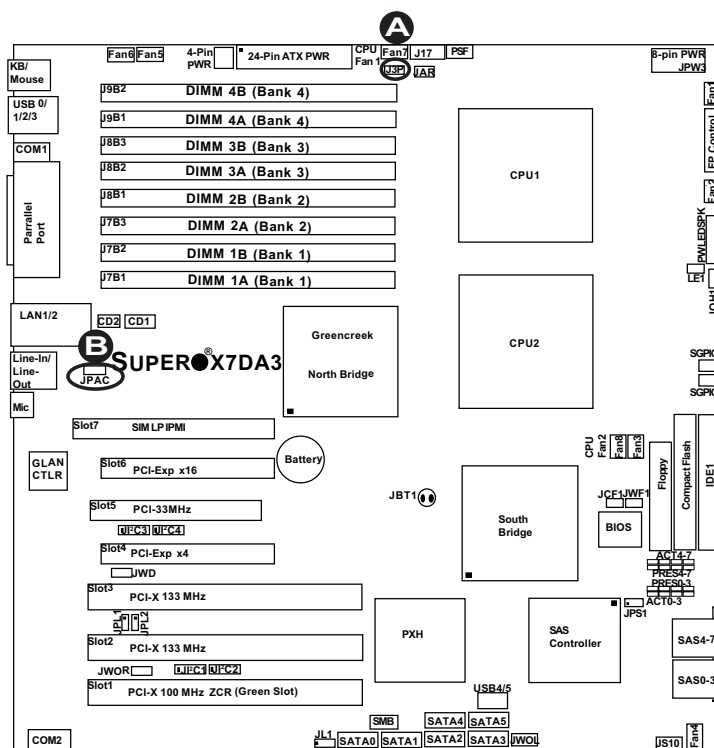 A
Fan6 Fan5
4-Pin
PWR
24-Pin ATX PWR
CPU
Fan 1
Fan7
J17
PSF
J3P
JAR
8-pin PWR
JPW3
KB/
Mouse
USB 0/
1/2/3
COM1
Parrallel
Port
J9B2 DIMM 4B (Bank 4)
J9B1 DIMM 4A (Bank 4)
J8B3 DIMM 3B (Bank 3)
J8B2 DIMM 3A (Bank 3)
J8B1 DIMM 2B (Bank 2)
J7B3 DIMM 2A (Bank 2)
J7B2 DIMM 1B (Bank 1)
J7B1 DIMM 1A (Bank 1)
CPU1
CPU2
Fan1
FP Control
Fan2
PWLEDSPK
LE1
JOH1
LAN1/2
CD2 CD1
B
SUPER®X7DA3
JPAC
Line-In/
Line-
Out
Mic
Greencreek
North Bridge
SGPIO
SGPIO
Slot7 SIMLP IPMI
GLAN
CTLR
Slot6 PCI-Exp x16
Battery
Slot5 PCI-33MHz
JI²C3 JI²C4
Slot4 PCI-Exp x4
JWD
Slot3 PCI-X 133 MHz
JPL1
JPL2
Slot2 PCI-X 133 MHz
JWOR
JI²C1 JI²C2
Slot1 PCI-X 100 MHz ZCR (Green Slot)
JBT1
South
Bridge
CPU
Fan2
Fan8
Fan3
Floppy
Compact Flash
IDE1
JCF1 JWF1
BIOS
ACT4-7
PRES4-7
PRES0-3
ACT0-3
JPS1
PXH
SAS
Controller
SAS4-7
SAS0-3
USB4/5
COM2
JL1
SMB
SATA0 SATA1
SATA4 SATA5
SATA2 SATA3
JWOL
JS10
Fan4